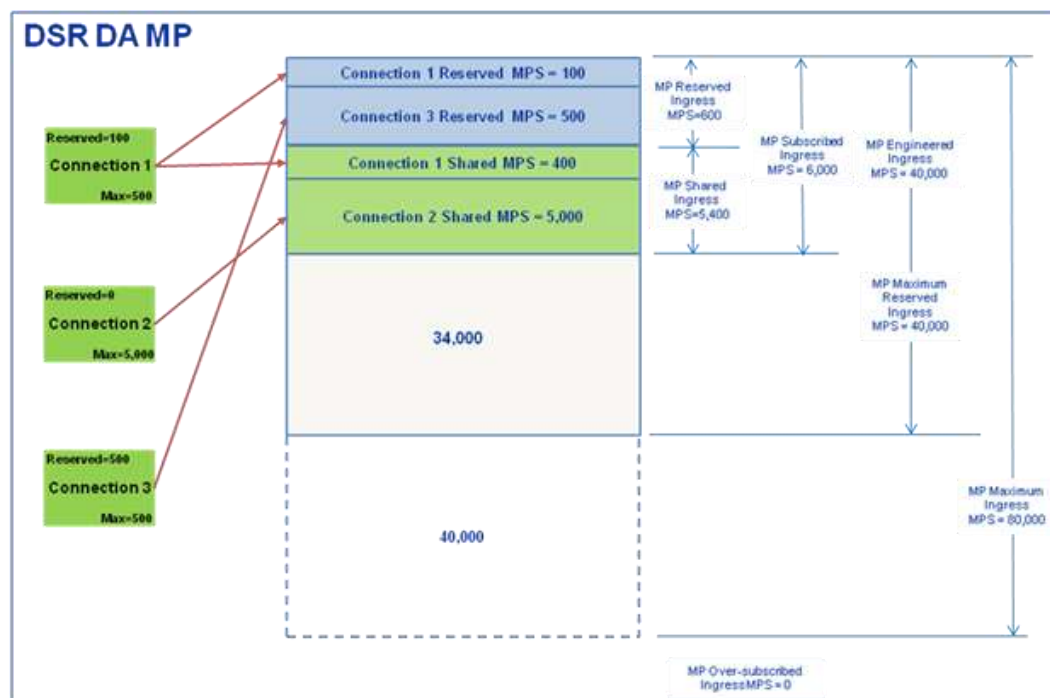 DSR DA MP
Connection 1 Reserved MPS = 100
Connection 3 Reserved MPS = 500
Connection 1 Shared MPS = 400
Connection 2 Shared MPS = 5,000
34,000
40,000
Reserved=100
Connection 1
Max=500
Reserved=0
Connection 2
Max=5,000
Reserved=500
Connection 3
Max=500
MP Reserved
Ingress
MPS=600
MP Shared
Ingress
MPS=5,400
MP Subscribed
Ingress
MPS = 6,000
MP Engineered
Ingress
MPS = 40,000
MP Maximum
Reserved
Ingress
MPS = 40,000
MP Maximum
Ingress
MPS = 80,000
MP Over-subscribed
Ingress MPS = 0